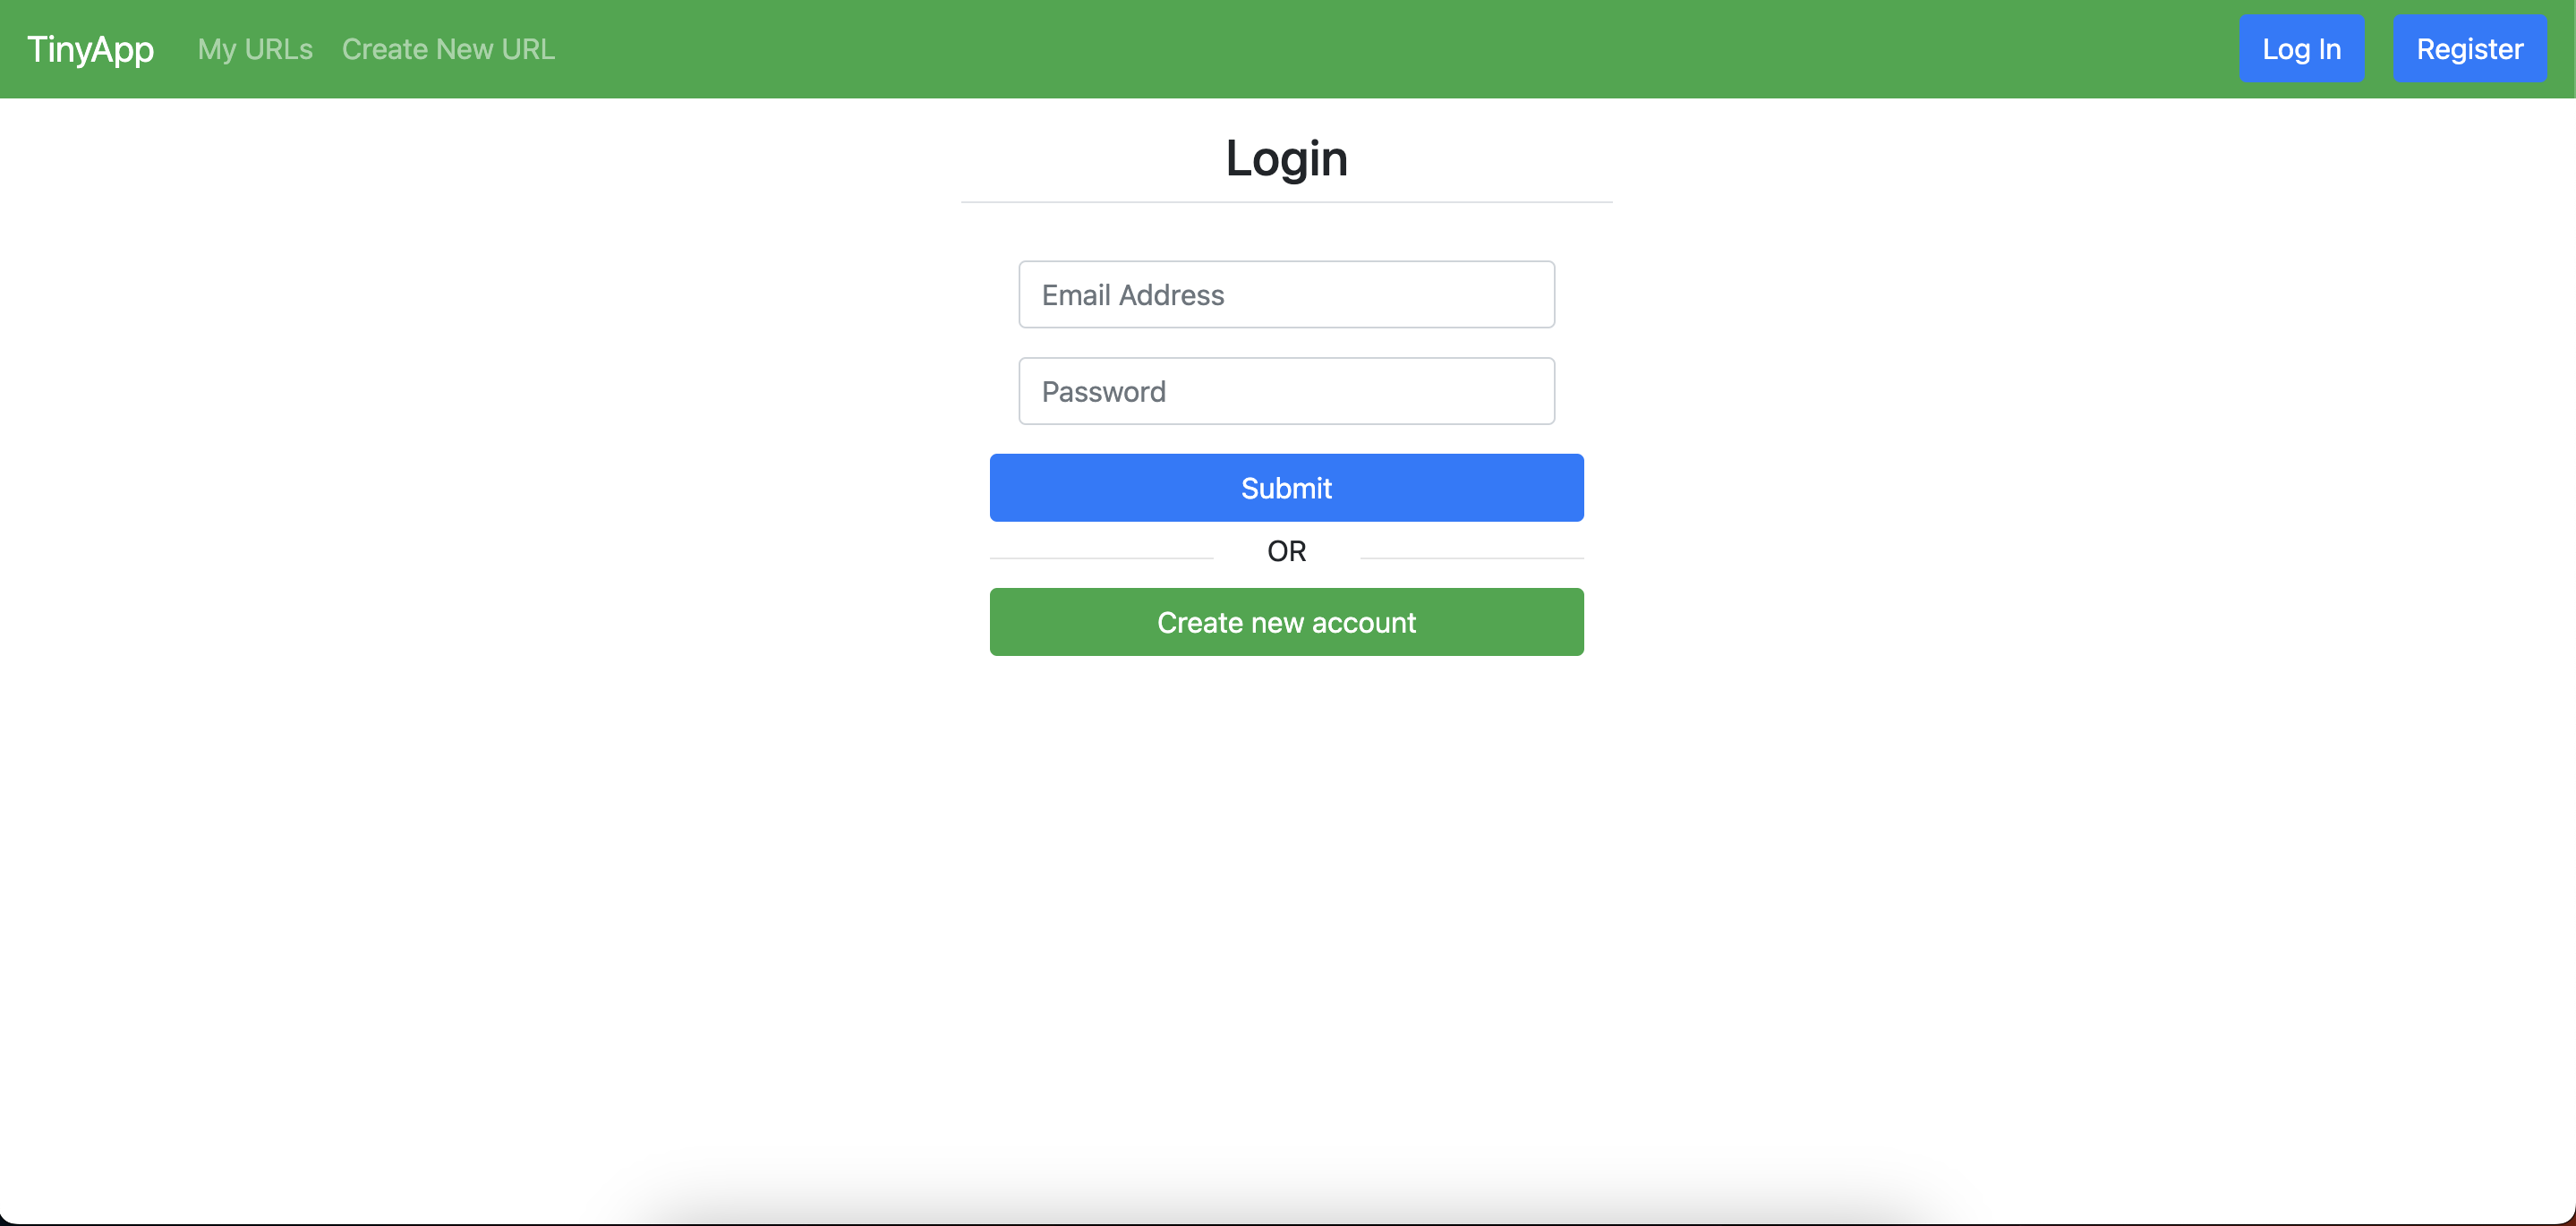 TinyApp My URLs Create New URL Log In Register
Login
Email Address
Password
Submit
OR
Create new account